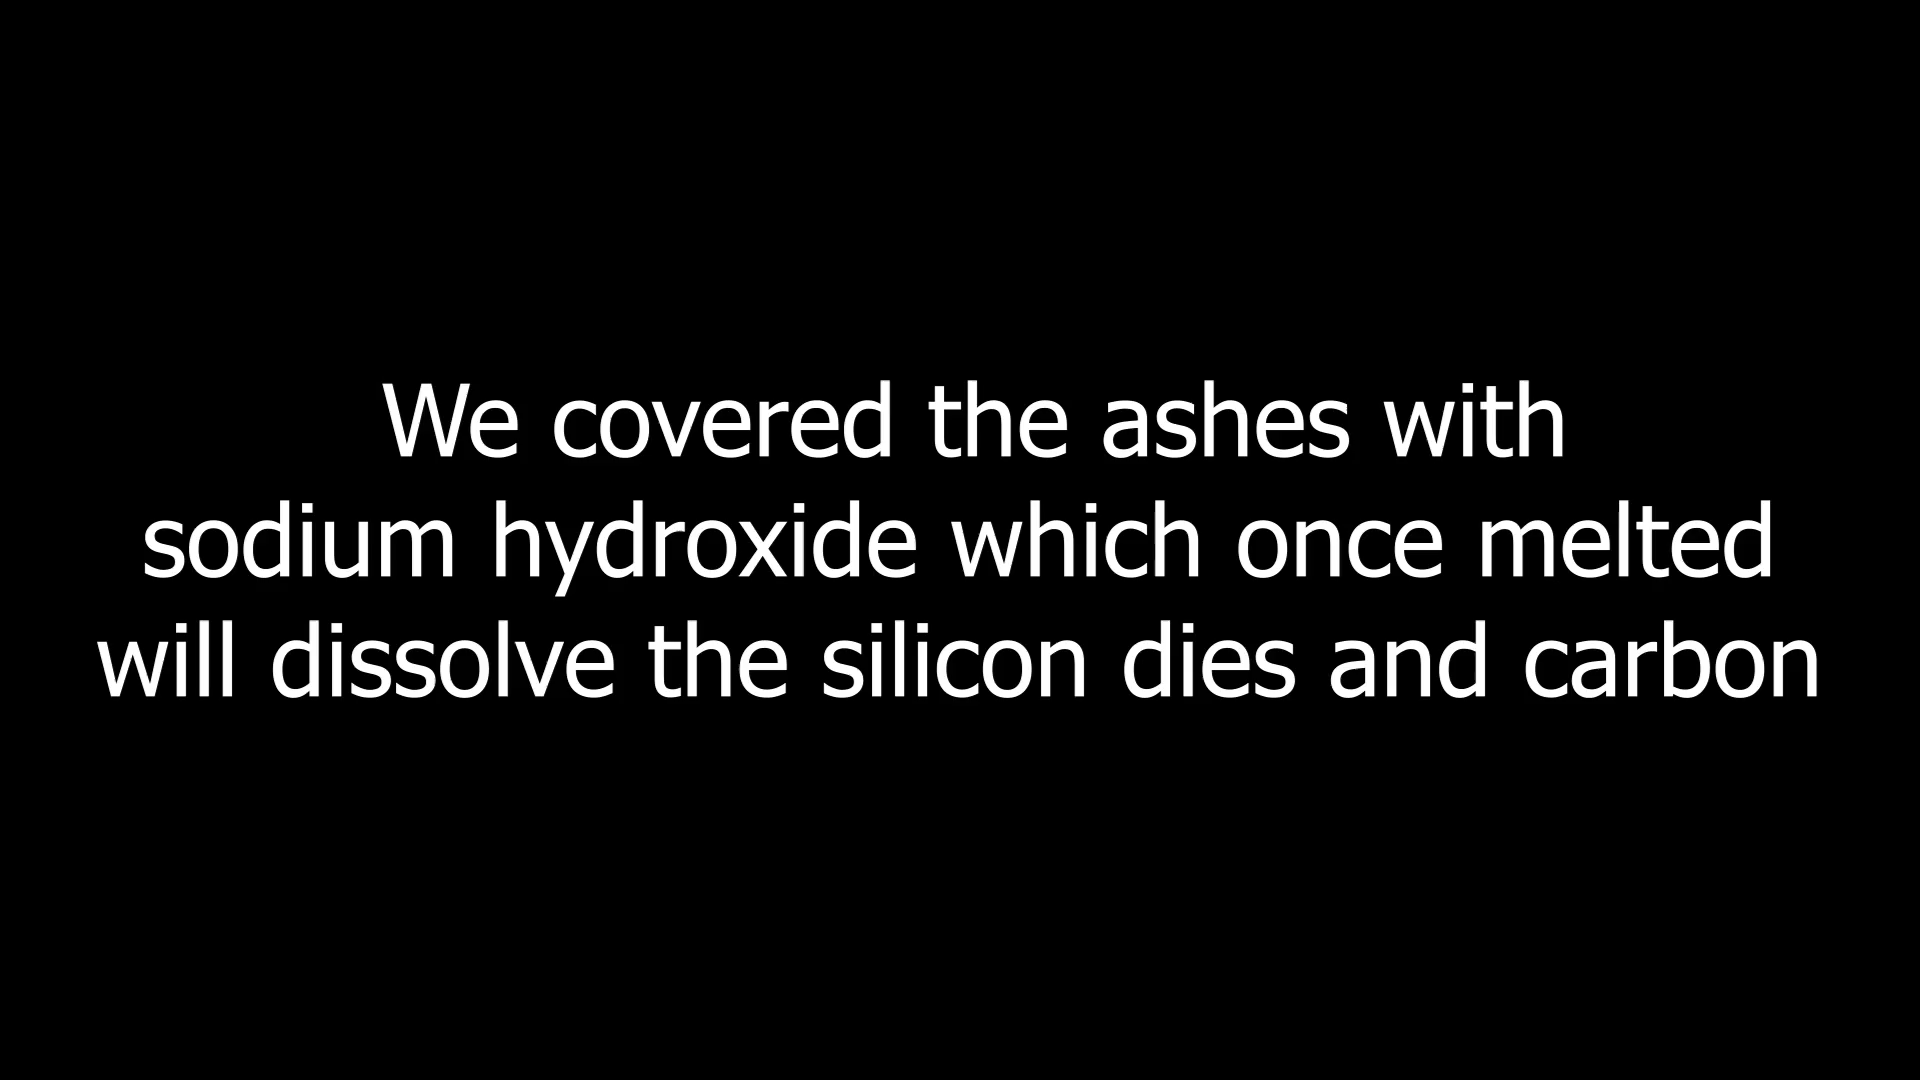 We covered the ashes with
sodium hydroxide which once melted
will dissolve the silicon dies and carbon